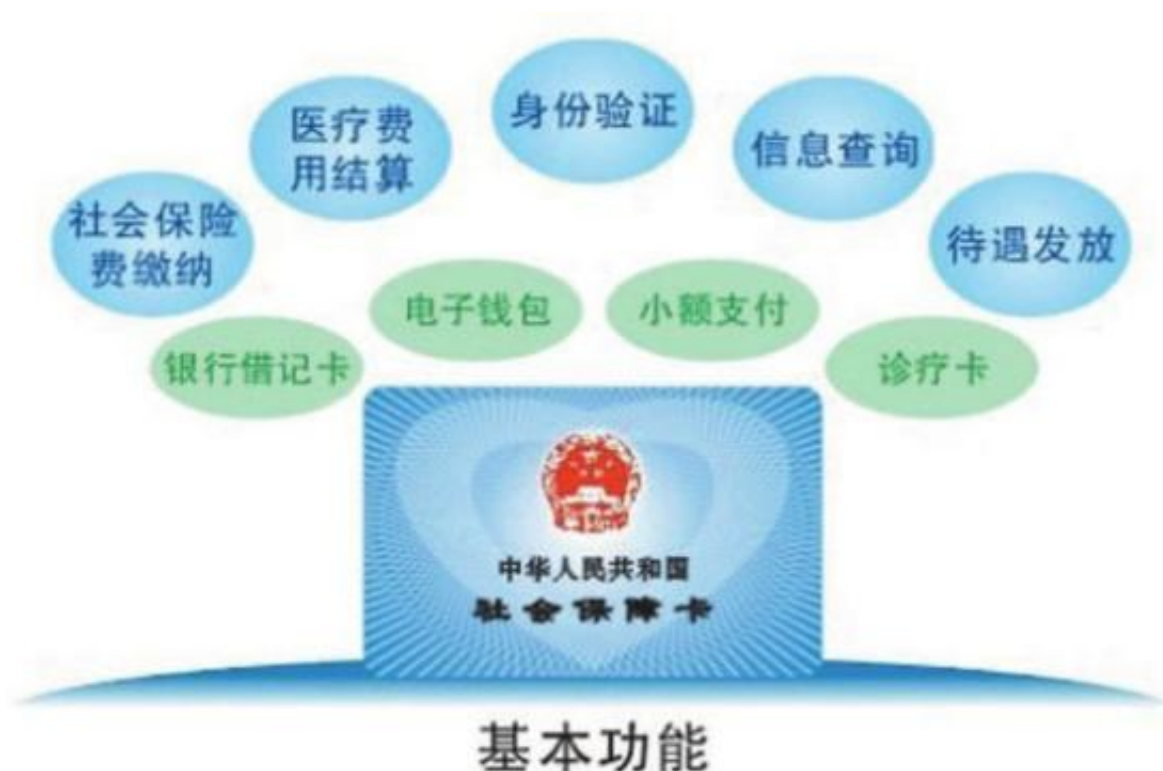 身份验证
医疗费
用结算
信息查询
社会保险
费缴纳
待遇发放
电子钱包
小额支付
银行借记卡
诊疗卡
中华人民共和国
社会保障卡
基本功能